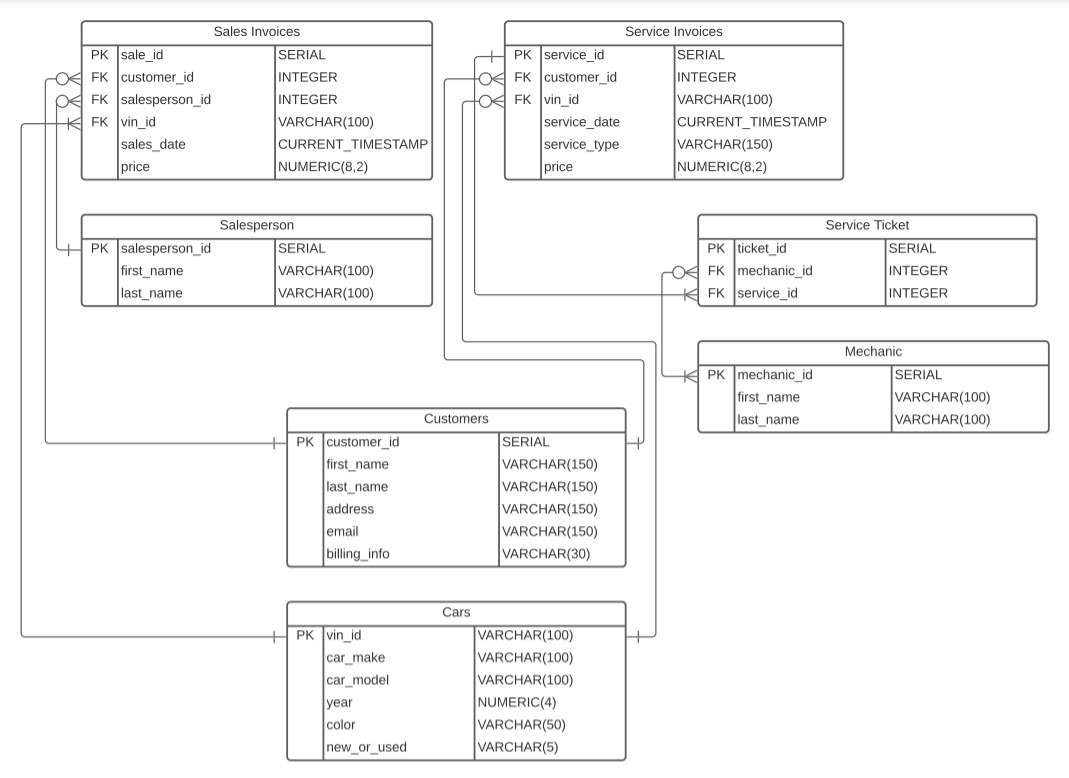 Sales Invoices
PK sale_id SERIAL
FK customer_id INTEGER
FK salesperson_id INTEGER
FK vin_id VARCHAR(100)
sales_date CURRENT_TIMESTAMP
price NUMERIC(8,2)
Service Invoices
PK service_id SERIAL
FK customer_id INTEGER
FK vin_id VARCHAR(100)
service_date CURRENT_TIMESTAMP
service_type VARCHAR(150)
price NUMERIC(8,2)
Salesperson
PK salesperson_id SERIAL
first_name VARCHAR(100)
last_name VARCHAR(100)
Service Ticket
PK ticket_id SERIAL
FK mechanic_id INTEGER
FK service_id INTEGER
Mechanic
PK mechanic_id SERIAL
first_name VARCHAR(100)
last_name VARCHAR(100)
Customers
PK customer_id SERIAL
first_name VARCHAR(150)
last_name VARCHAR(150)
address VARCHAR(150)
email VARCHAR(150)
billing_info VARCHAR(30)
Cars
PK vin_id VARCHAR(100)
car_make VARCHAR(100)
car_model VARCHAR(100)
year NUMERIC(4)
color VARCHAR(50)
new_or_used VARCHAR(5)